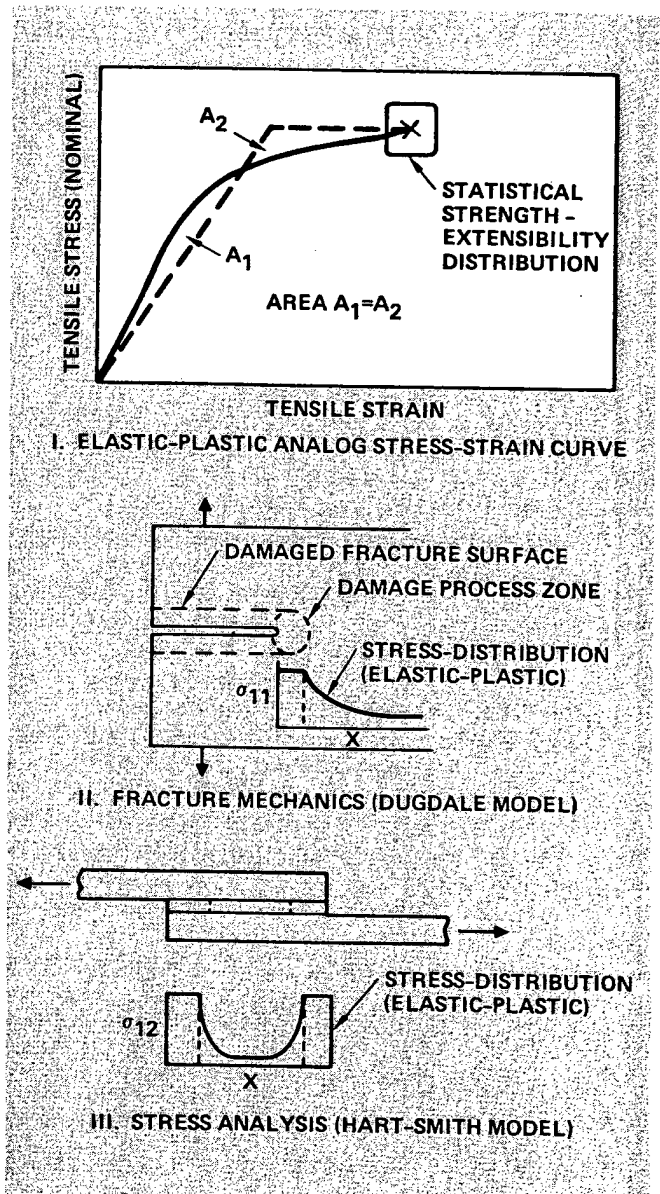 TENSILE STRESS (NOMINAL)
A2
A1
STATISTICAL
STRENGTH –
EXTENSIBILITY
DISTRIBUTION
AREA A1=A2
TENSILE STRAIN
I. ELASTIC–PLASTIC ANALOG STRESS–STRAIN CURVE
DAMAGED FRACTURE SURFACE
DAMAGE PROCESS ZONE
STRESS–DISTRIBUTION
(ELASTIC–PLASTIC)
σ11
X
II. FRACTURE MECHANICS (DUGDALE MODEL)
STRESS–DISTRIBUTION
(ELASTIC–PLASTIC)
σ12
X
III. STRESS ANALYSIS (HART–SMITH MODEL)